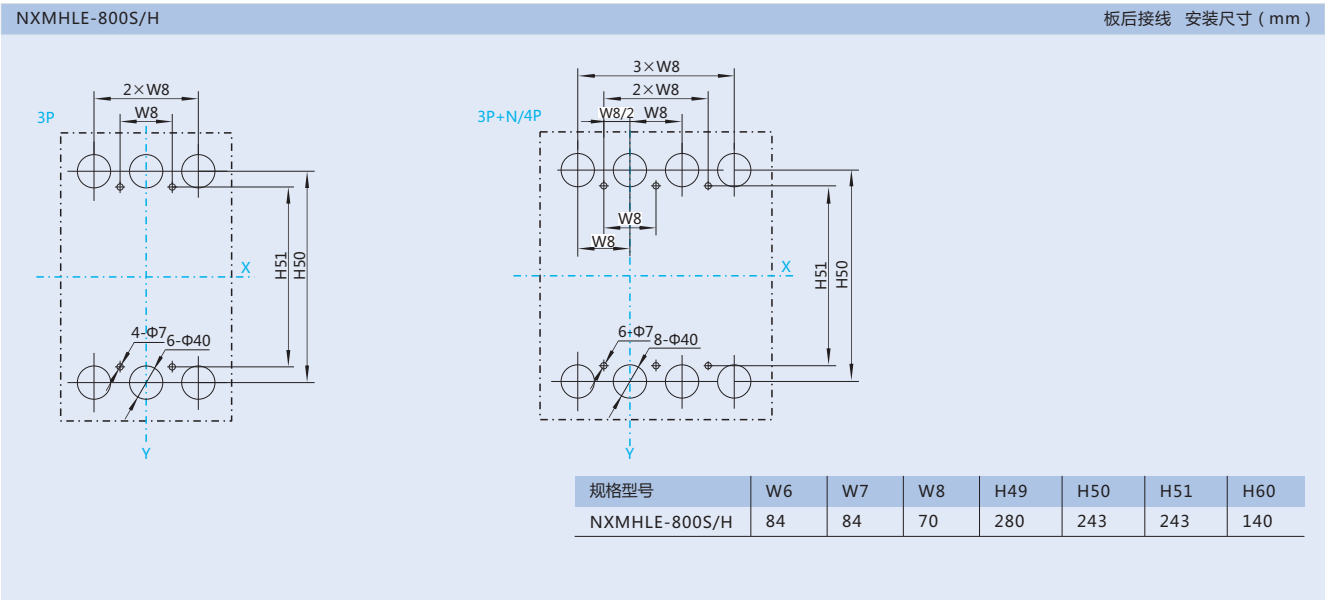 NXMHLE-800S/H 板后接线 安装尺寸（mm）
3P
2×W8
W8
H51
H50
X
4-Φ7
6-Φ40
Y
3P+N/4P
3×W8
2×W8
W8/2 W8
W8
W8
H51
H50
X
6-Φ7
8-Φ40
Y
规格型号 W6 W7 W8 H49 H50 H51 H60
NXMHLE-800S/H 84 84 70 280 243 243 140